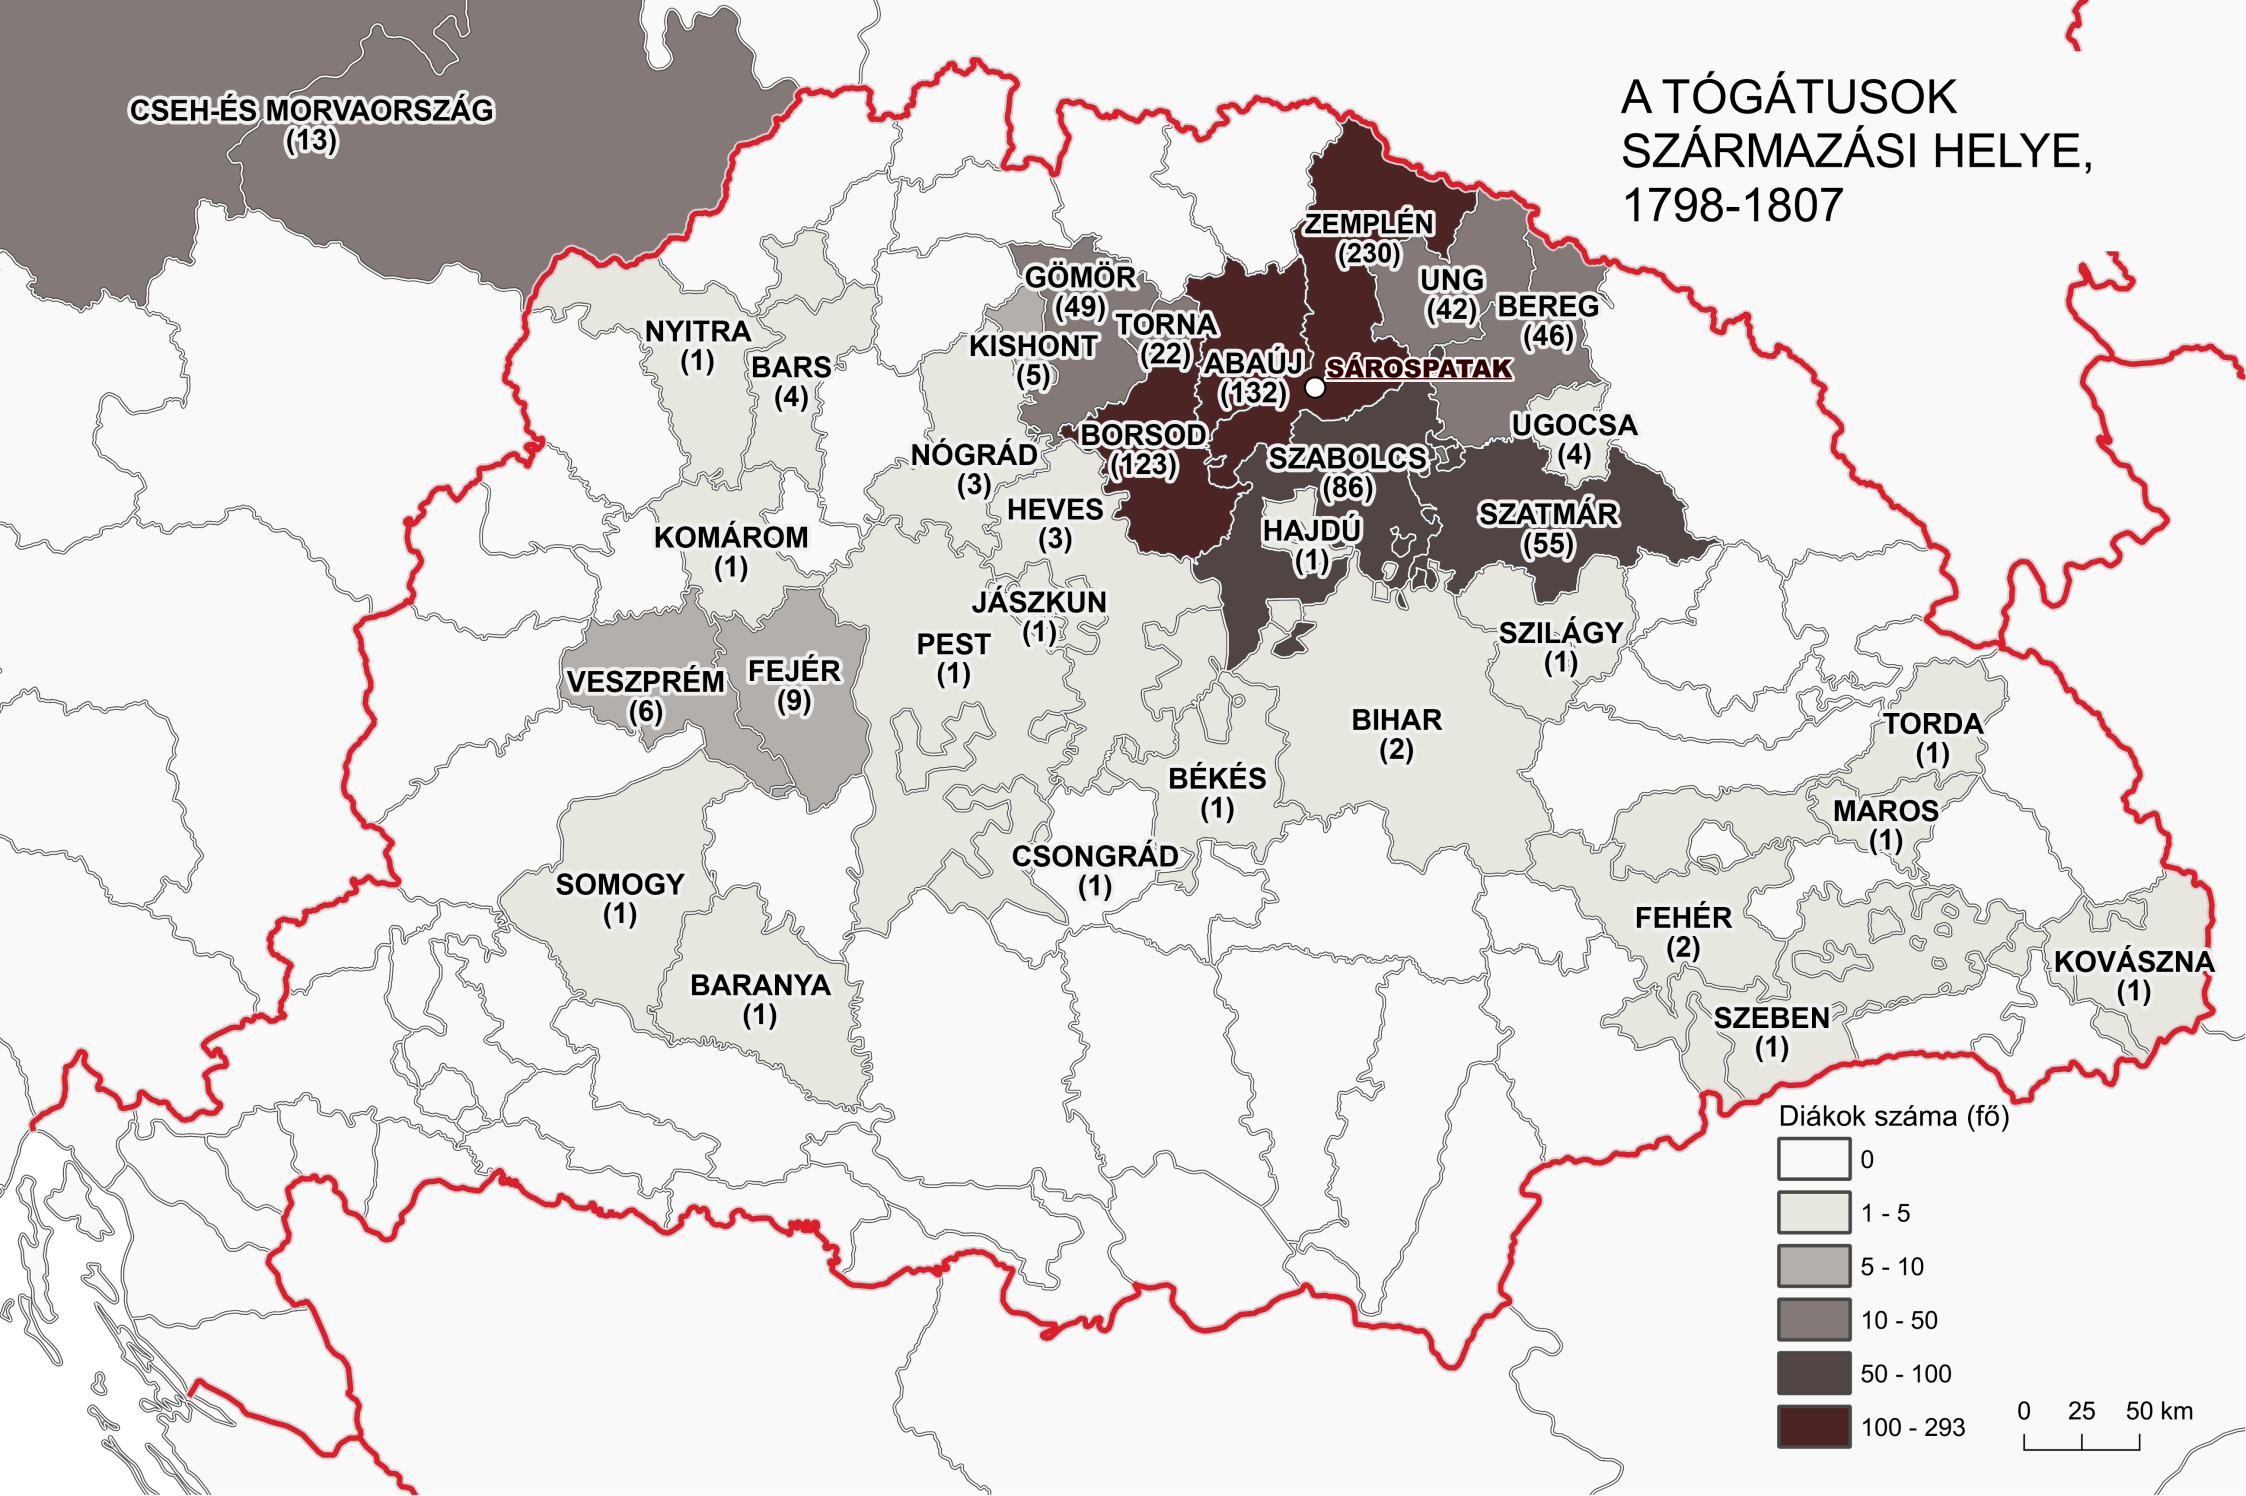 A TÓGÁTUSOK
SZÁRMAZÁSI HELYE,
1798-1807
CSEH-ÉS MORVAORSZÁG
(13)
ZEMPLÉN
(230)
UNG
(42)
BEREG
(46)
GÖMÖR
(49)
TORNA
(22)
KISHONT
(5)
ABAÚJ
(132)
SÁROSPATAK
NYITRA
(1)
BARS
(4)
UGOCSA
(4)
BORSOD
(123)
NÓGRÁD
(3)
SZABOLCS
(86)
HEVES
(3)
SZATMÁR
(55)
HAJDÚ
(1)
KOMÁROM
(1)
JÁSZKUN
(1)
PEST
(1)
SZILÁGY
(1)
VESZPRÉM
(6)
FEJÉR
(9)
BIHAR
(2)
TORDA
(1)
BÉKÉS
(1)
MAROS
(1)
CSONGRÁD
(1)
SOMOGY
(1)
FEHÉR
(2)
KOVÁSZNA
(1)
BARANYA
(1)
SZEBEN
(1)
Diákok száma (fő)
0
1 - 5
5 - 10
10 - 50
50 - 100
100 - 293
0 25 50 km